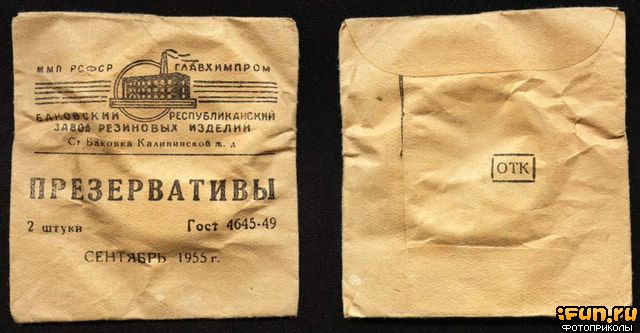 ММП РСФСР ГЛАВХИМПРОМ
БАКОВСКИЙ РЕСПУБЛИКАНСКИЙ
ЗАВОД РЕЗИНОВЫХ ИЗДЕЛИЙ
Ст Баковка Калининской ж. д
ПРЕЗЕРВАТИВЫ
2 штуки Гост 4645-49
СЕНТЯБРЬ 1955 г.
ОТК
:Fun.ru
ФОТОПРИКОЛЫ